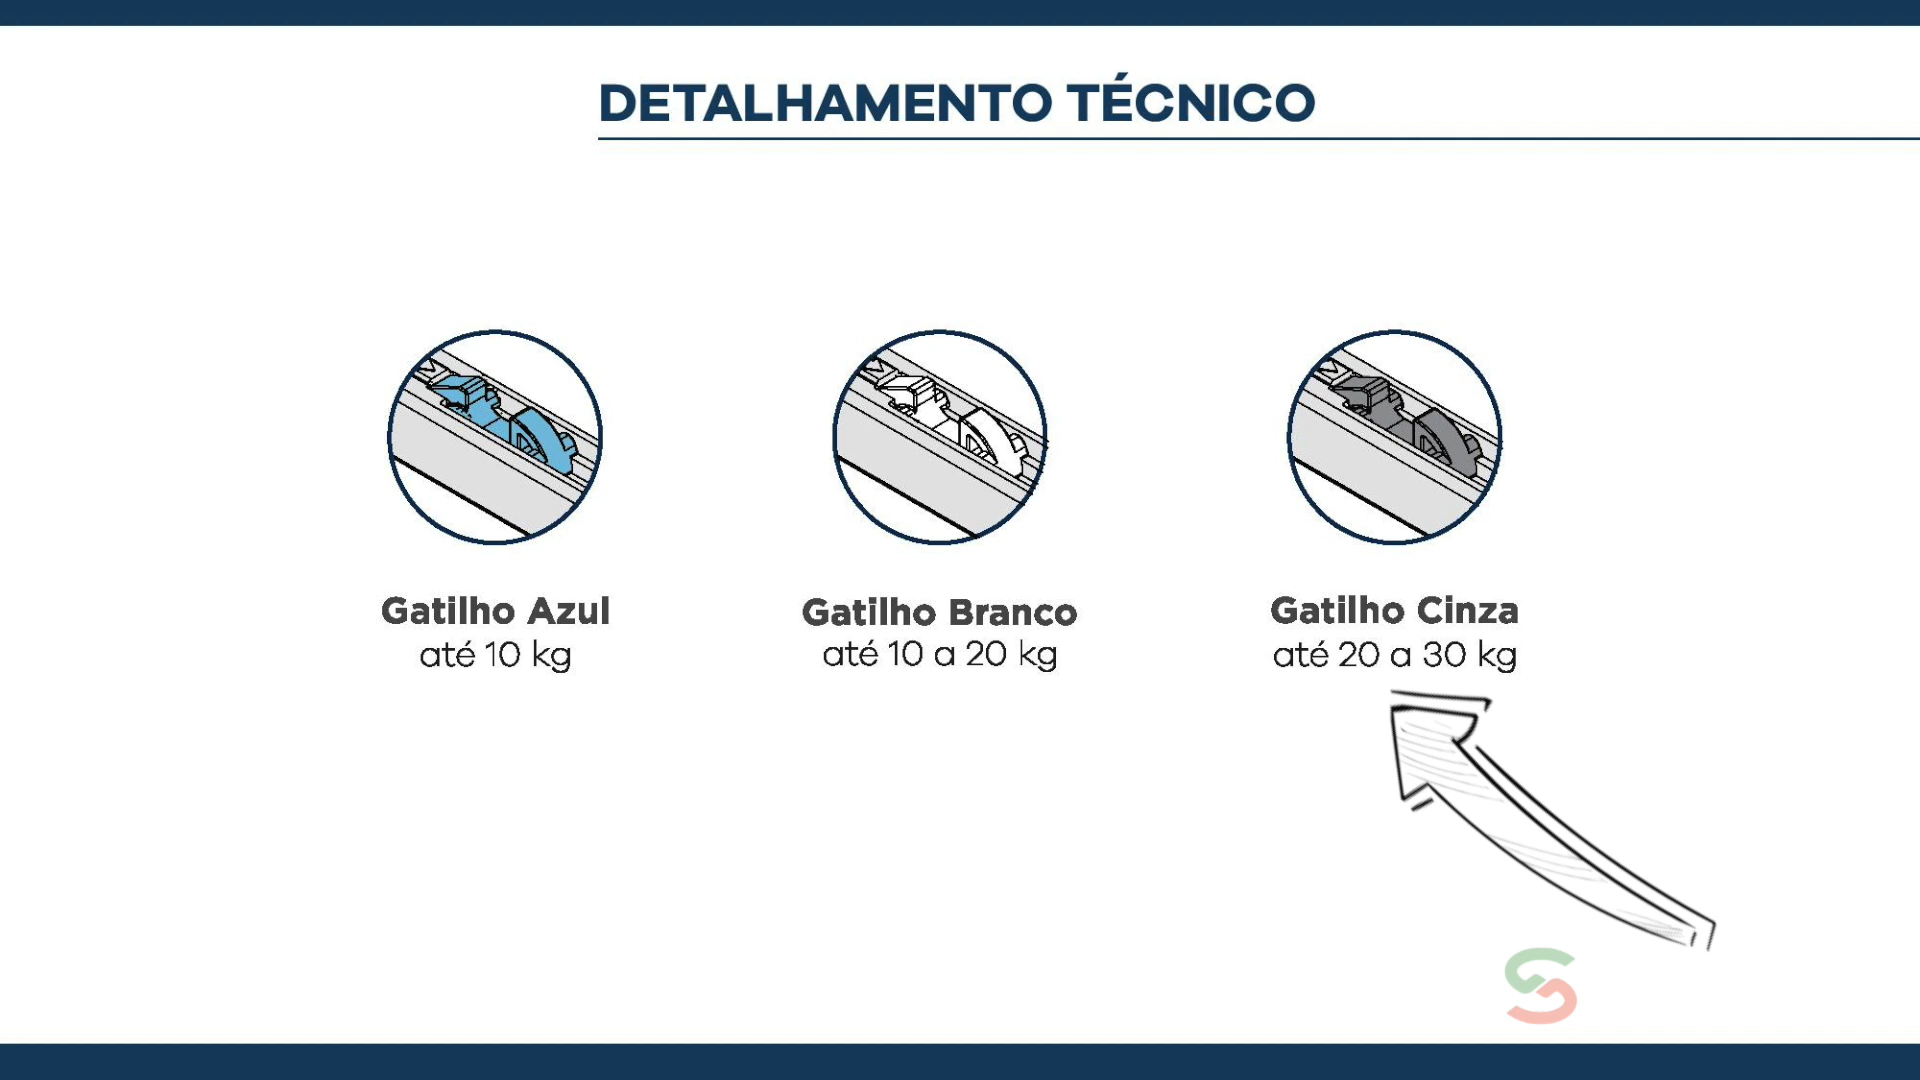 DETALHAMENTO TÉCNICO
Gatilho Azul
até 10 kg
Gatilho Branco
até 10 a 20 kg
Gatilho Cinza
até 20 a 30 kg